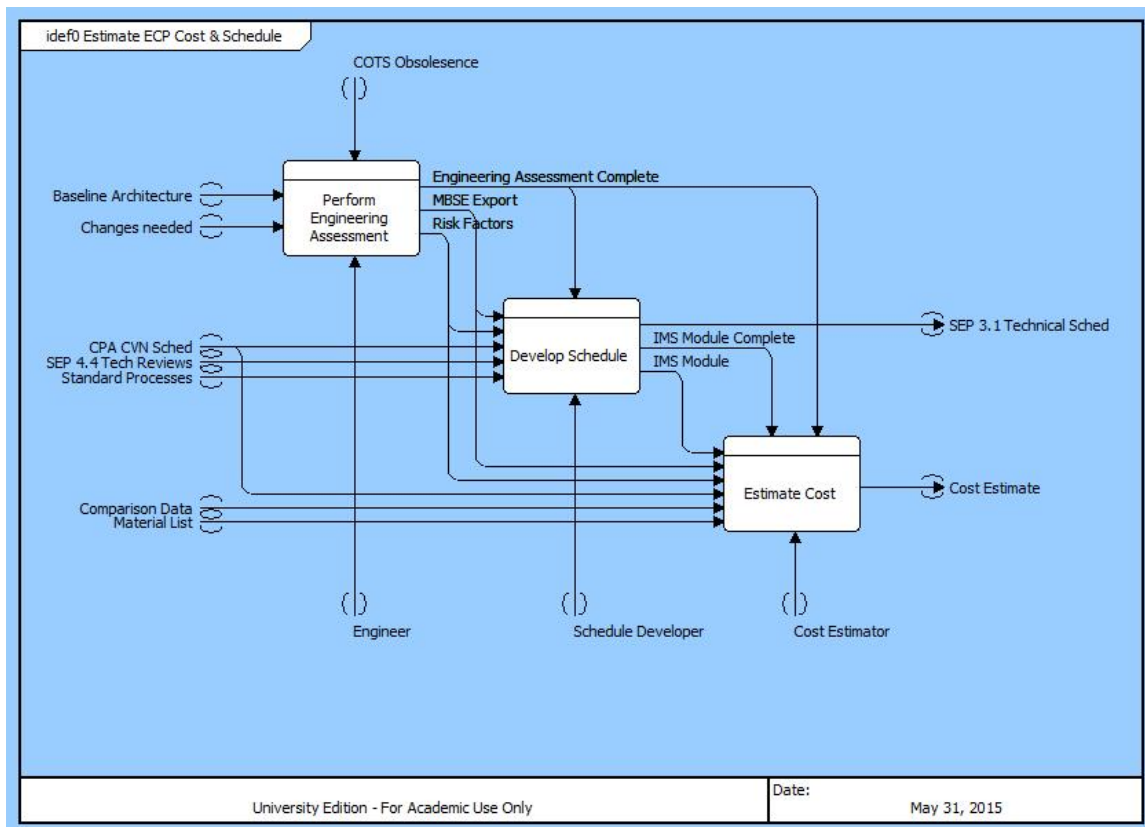 idef0 Estimate ECP Cost & Schedule
COTS Obsolesence
Baseline Architecture
Changes needed
Perform
Engineering
Assessment
Engineering Assessment Complete
MBSE Export
Risk Factors
CPA CVN Sched
SEP 4.4 Tech Reviews
Standard Processes
Develop Schedule
SEP 3.1 Technical Sched
IMS Module Complete
IMS Module
Comparison Data
Material List
Estimate Cost
Cost Estimate
Engineer
Schedule Developer
Cost Estimator
University Edition - For Academic Use Only
Date:
May 31, 2015